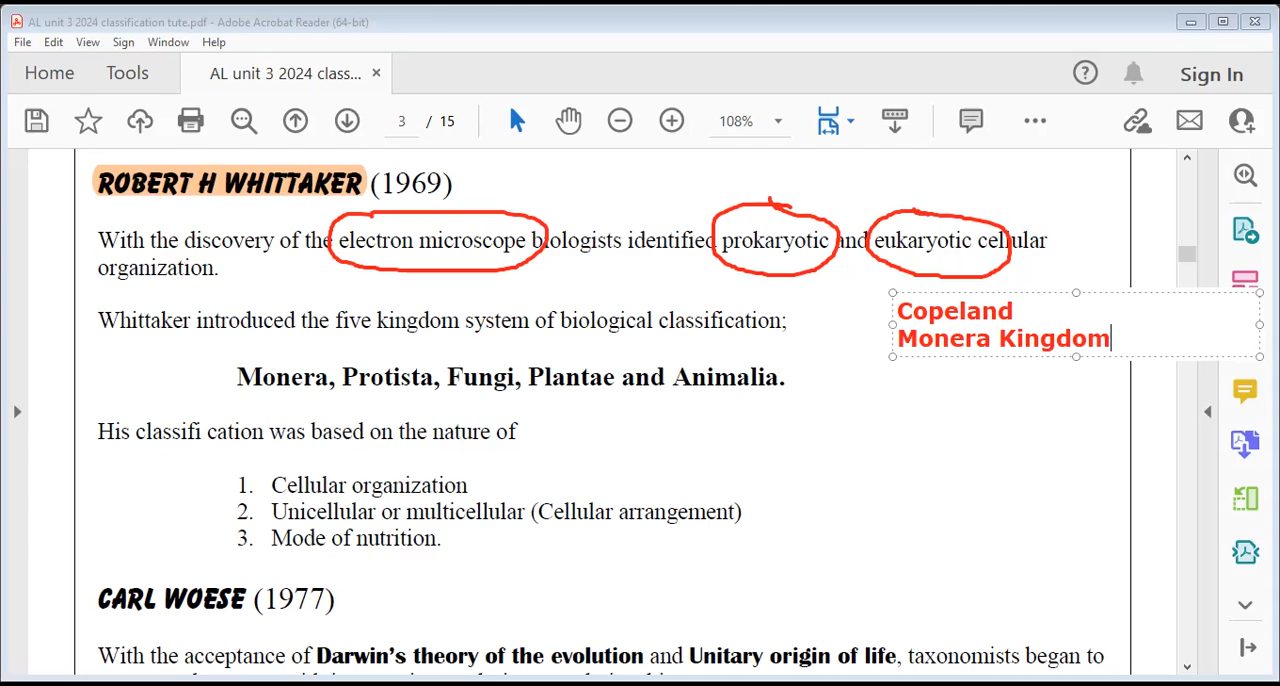 AL unit 3 2024 classification tute.pdf - Adobe Acrobat Reader (64-bit)
File Edit View Sign Window Help
Home Tools AL unit 3 2024 class... × Sign In
3 / 15 108%
ROBERT H WHITTAKER (1969)
With the discovery of the electron microscope biologists identified prokaryotic and eukaryotic cellular
organization.
Copeland
Whittaker introduced the five kingdom system of biological classification;
Monera Kingdom
Monera, Protista, Fungi, Plantae and Animalia.
His classifi cation was based on the nature of
1. Cellular organization
2. Unicellular or multicellular (Cellular arrangement)
3. Mode of nutrition.
CARL WOESE (1977)
With the acceptance of Darwin's theory of the evolution and Unitary origin of life, taxonomists began to